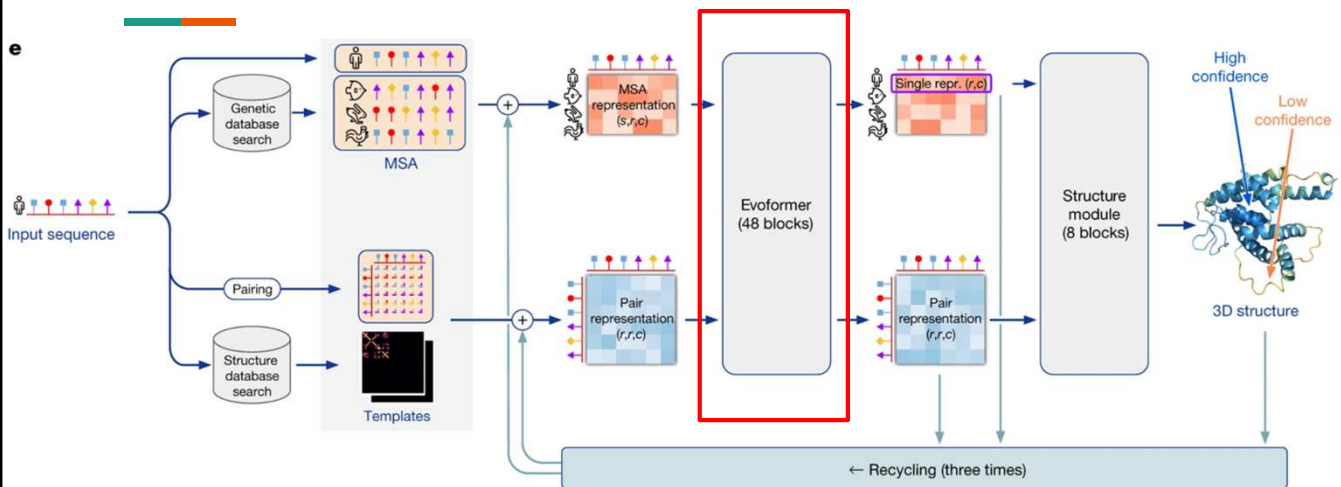 e
Input sequence
Genetic
database
search
MSA
Pairing
Structure
database
search
Templates
+
+
MSA
representation
(s,r,c)
Pair
representation
(r,r,c)
Evoformer
(48 blocks)
Single repr. (r,c)
Pair
representation
(r,r,c)
Structure
module
(8 blocks)
High
confidence
Low
confidence
3D structure
← Recycling (three times)